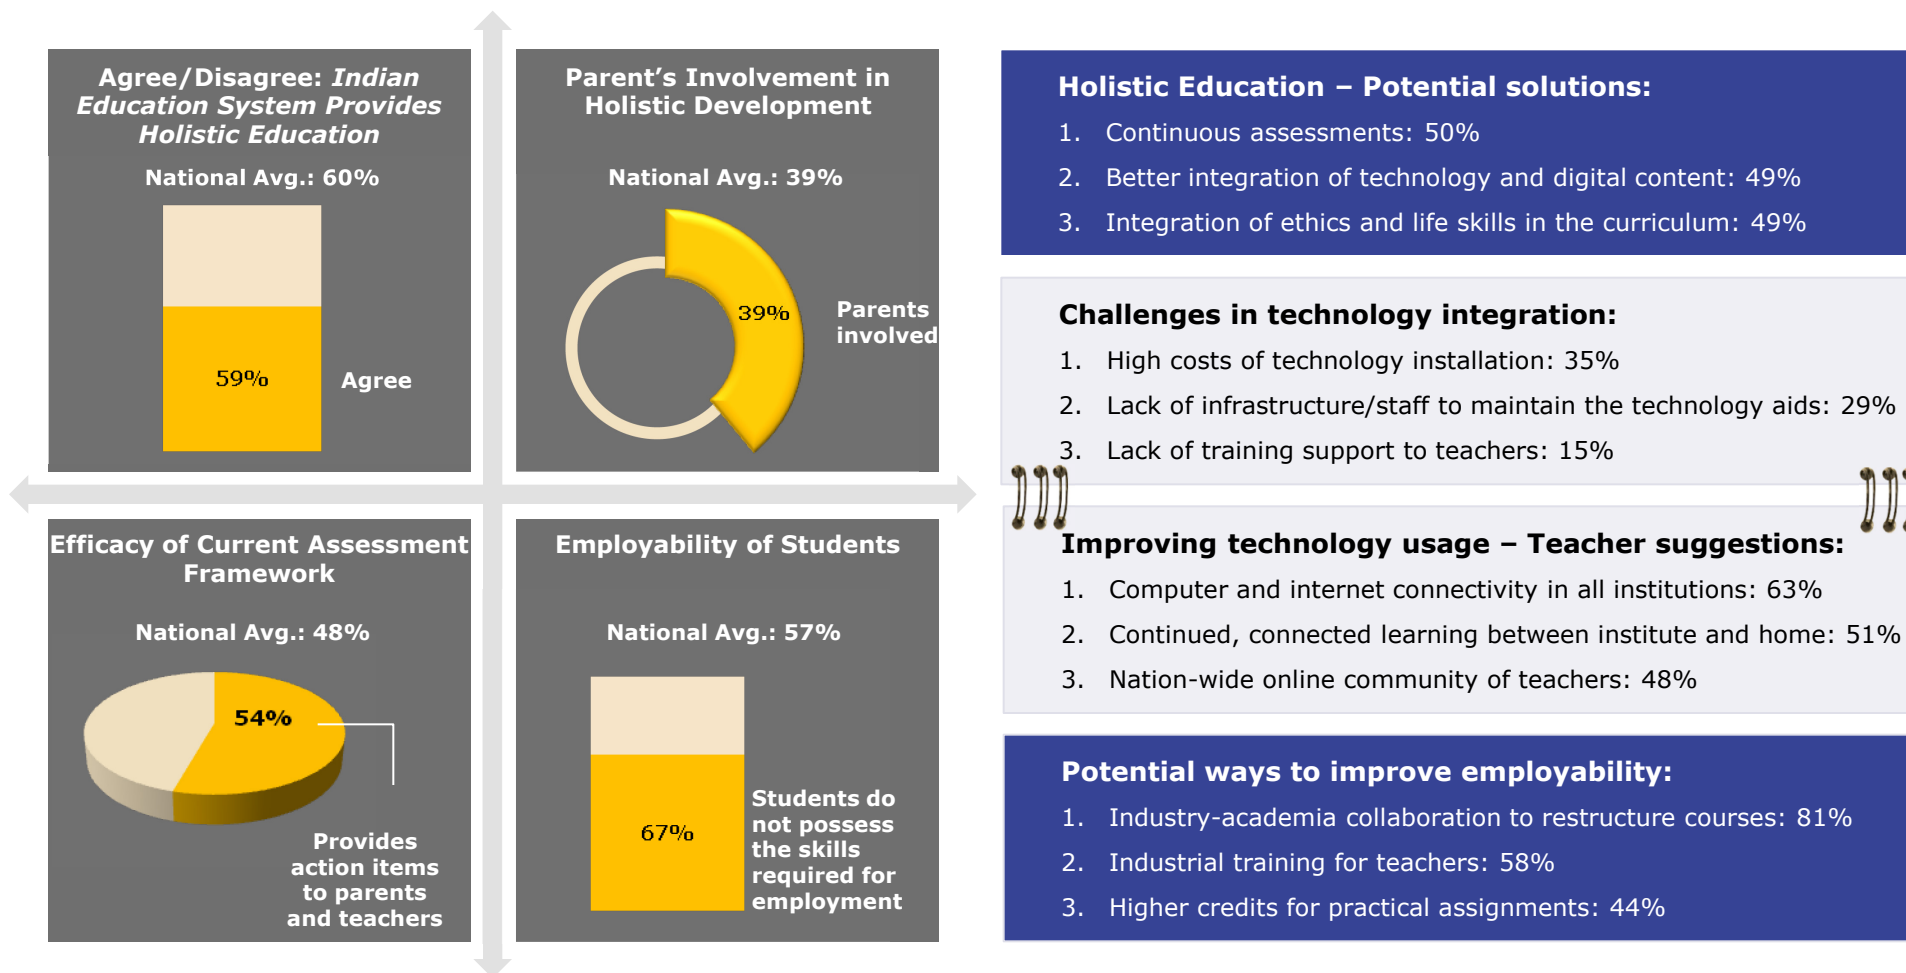 Agree/Disagree: Indian
Education System Provides
Holistic Education
National Avg.: 60%
59%
Agree
Parent’s Involvement in
Holistic Development
National Avg.: 39%
39%
Parents
involved
Efficacy of Current Assessment
Framework
National Avg.: 48%
54%
Provides
action items
to parents
and teachers
Employability of Students
National Avg.: 57%
67%
Students do
not possess
the skills
required for
employment
Holistic Education – Potential solutions:
1. Continuous assessments: 50%
2. Better integration of technology and digital content: 49%
3. Integration of ethics and life skills in the curriculum: 49%
Challenges in technology integration:
1. High costs of technology installation: 35%
2. Lack of infrastructure/staff to maintain the technology aids: 29%
3. Lack of training support to teachers: 15%
Improving technology usage – Teacher suggestions:
1. Computer and internet connectivity in all institutions: 63%
2. Continued, connected learning between institute and home: 51%
3. Nation-wide online community of teachers: 48%
Potential ways to improve employability:
1. Industry-academia collaboration to restructure courses: 81%
2. Industrial training for teachers: 58%
3. Higher credits for practical assignments: 44%